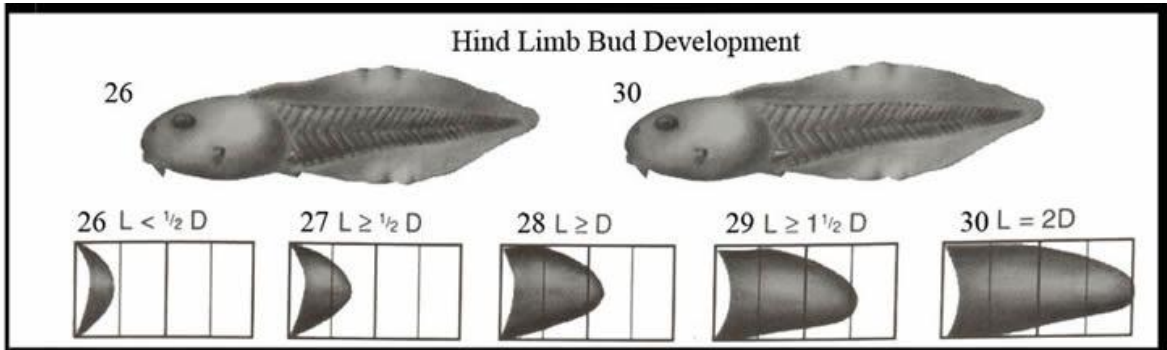 Hind Limb Bud Development
26
30
26 L < ½ D
27 L ≥ ½ D
28 L ≥ D
29 L ≥ 1½ D
30 L = 2D